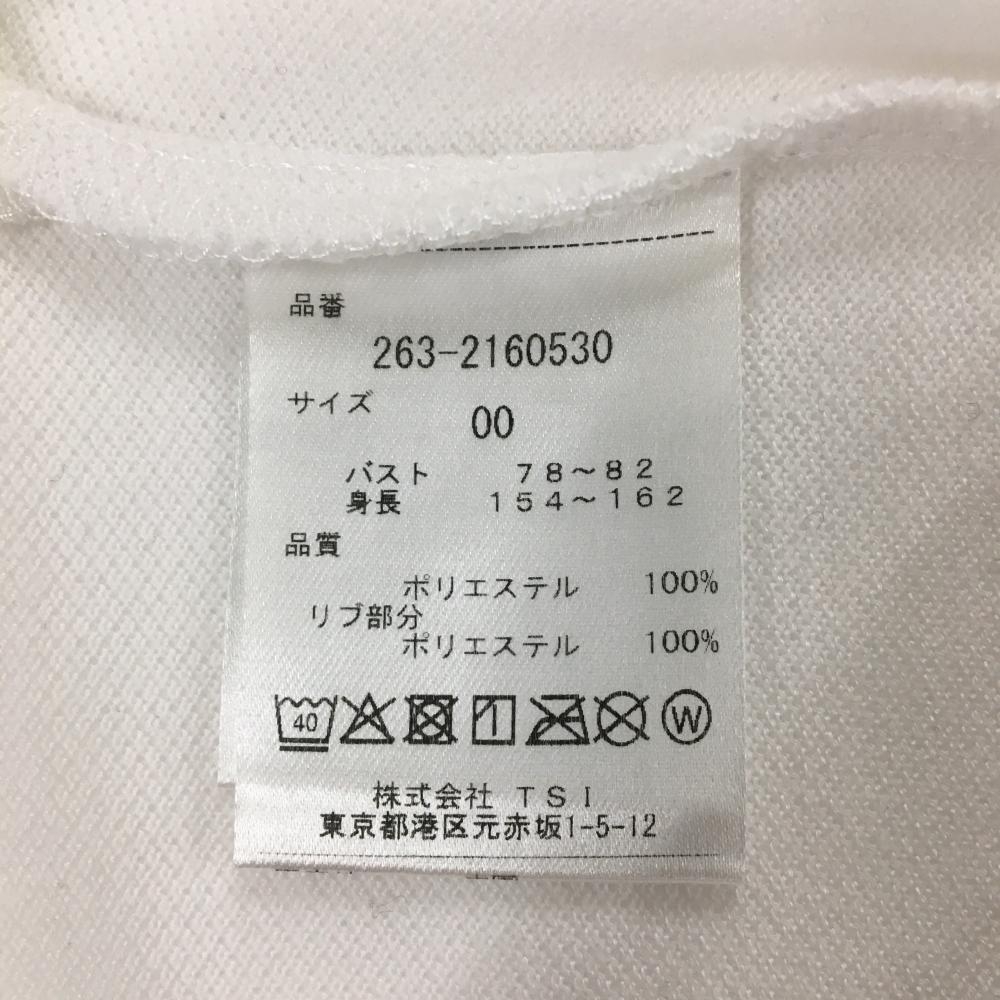 品番
263-2160530
サイズ
00
バスト 78～82
身長 154～162
品質
ポリエステル 100%
リブ部分
ポリエステル 100%
40
W
株式会社 TSI
東京都港区元赤坂1-5-12